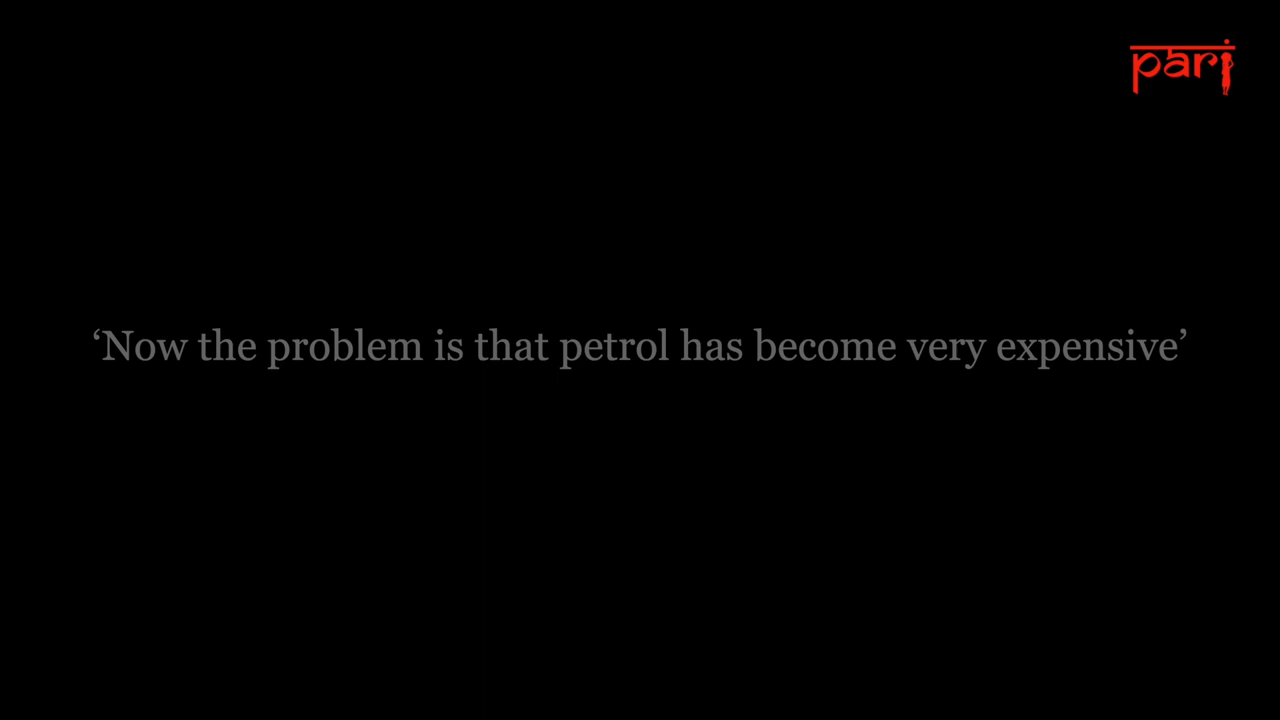 pari
‘Now the problem is that petrol has become very expensive’